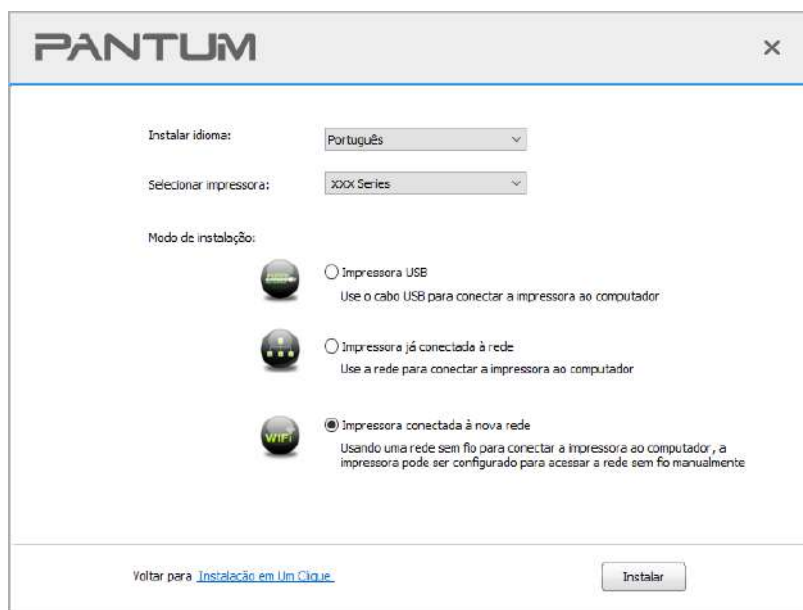 PANTUM
Instalar idioma:
Português
Selecionar impressora:
xxx Series
Modo de instalação:
Impressora USB
Use o cabo USB para conectar a impressora ao computador
Impressora já conectada à rede
Use a rede para conectar a impressora ao computador
WiFi
Impressora conectada à nova rede
Usando uma rede sem fio para conectar a impressora ao computador, a
impressora pode ser configurado para acessar a rede sem fio manualmente
Voltar para Instalacão em Um Clique
Instalar